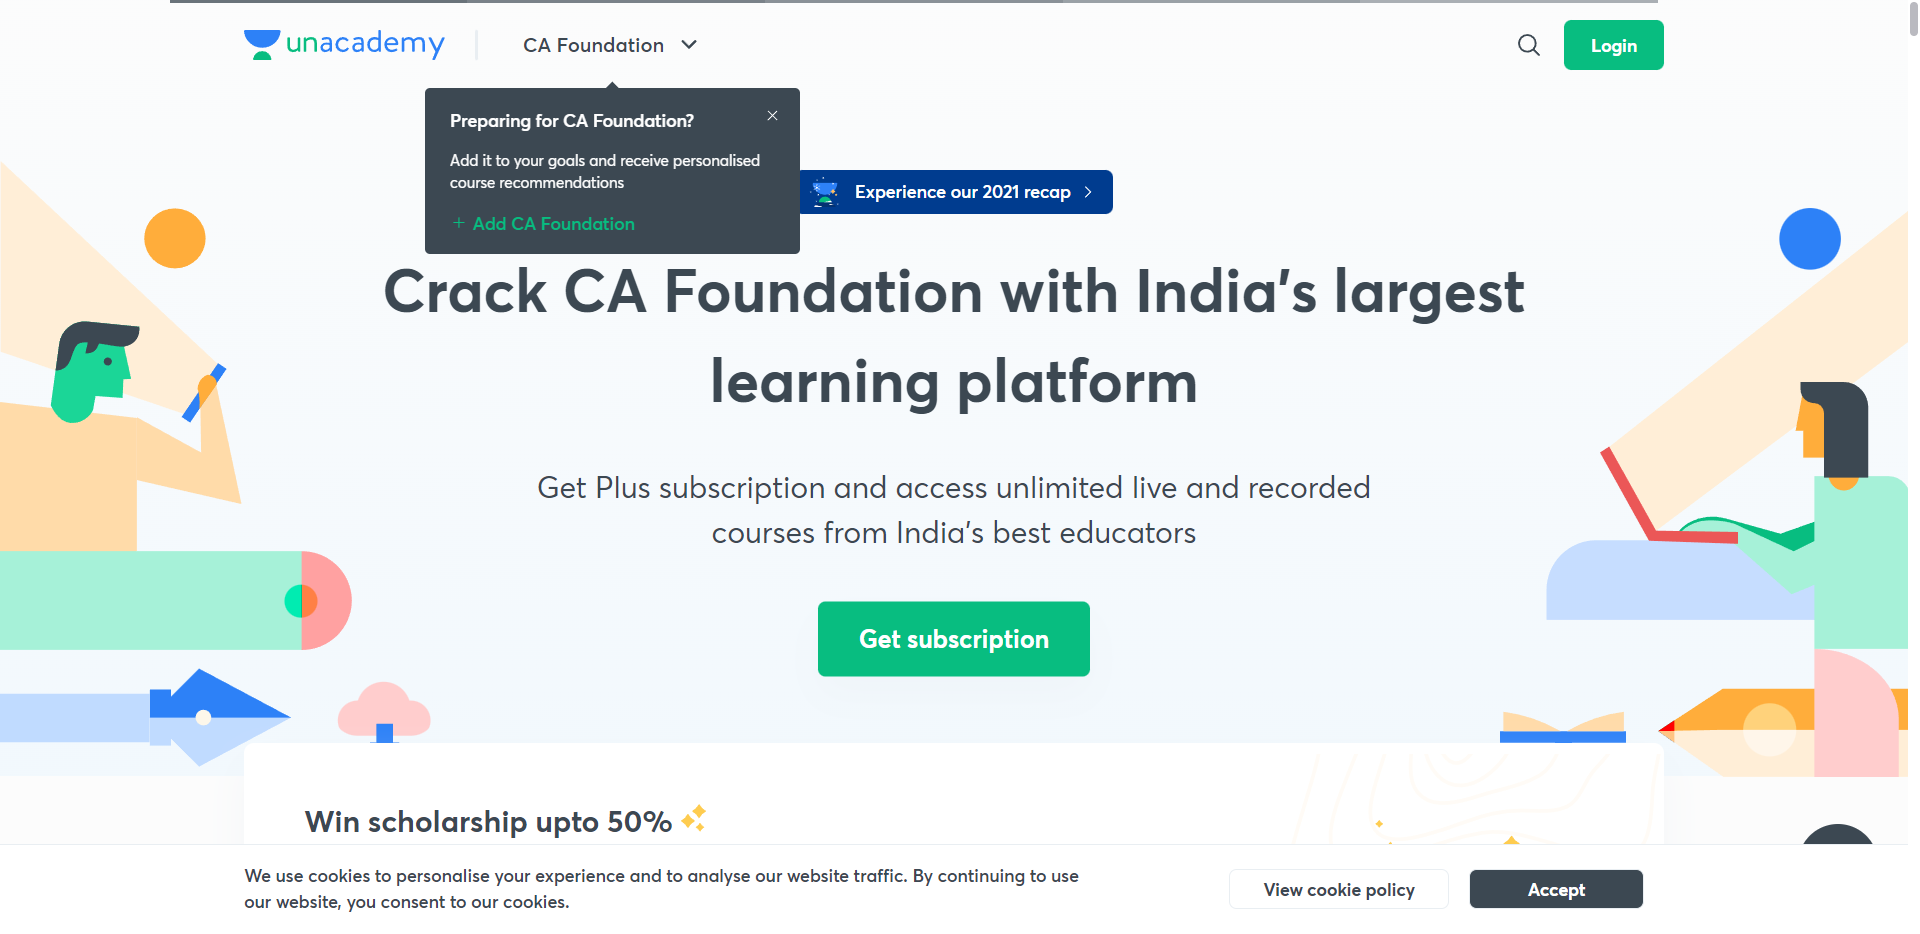 unacademy
CA Foundation
Login
Preparing for CA Foundation?
Add it to your goals and receive personalised
course recommendations
+ Add CA Foundation
Experience our 2021 recap
Crack CA Foundation with India's largest
learning platform
Get Plus subscription and access unlimited live and recorded
courses from India's best educators
Get subscription
Win scholarship upto 50%
We use cookies to personalise your experience and to analyse our website traffic. By continuing to use
our website, you consent to our cookies.
View cookie policy
Accept